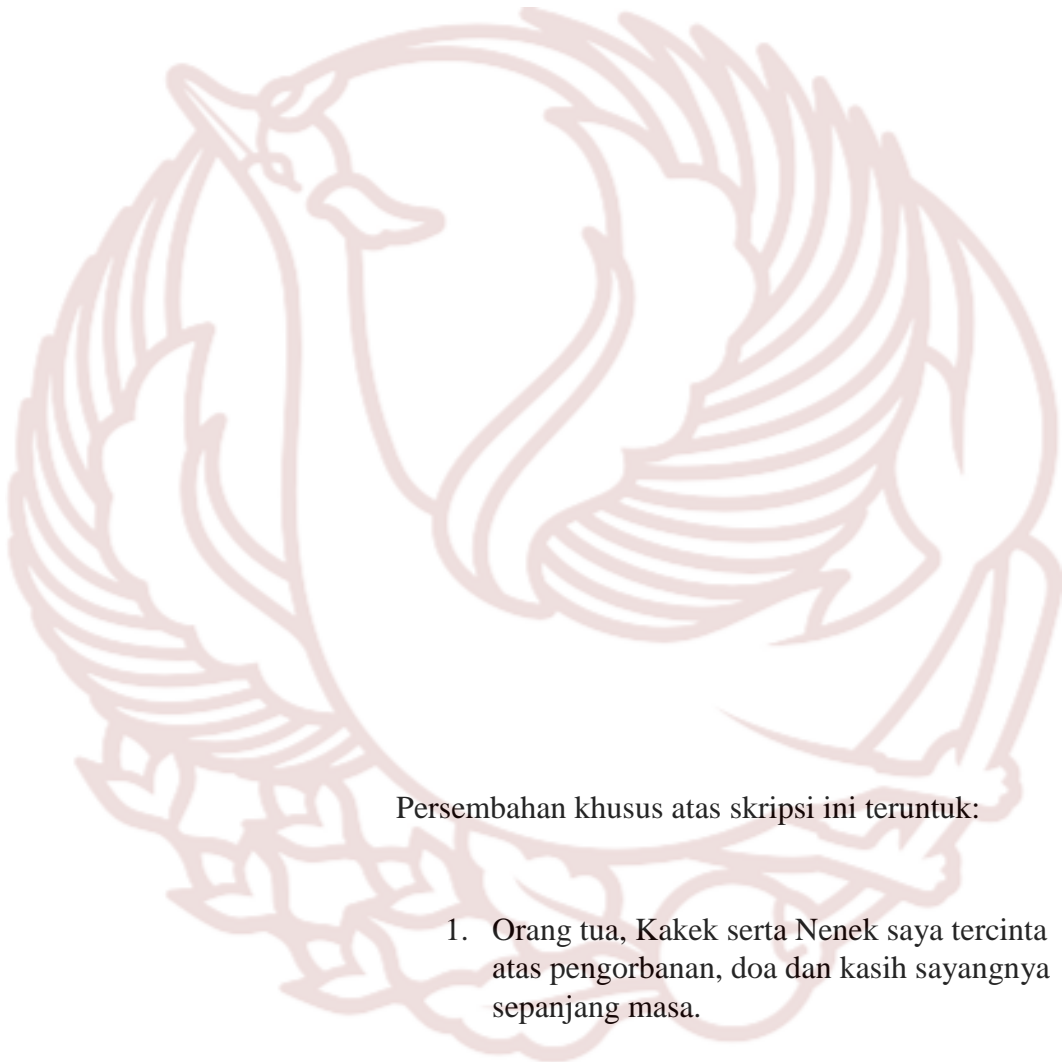 Persembahan khusus atas skripsi ini teruntuk:
1. Orang tua, Kakek serta Nenek saya tercinta
atas pengorbanan, doa dan kasih sayangnya
sepanjang masa.